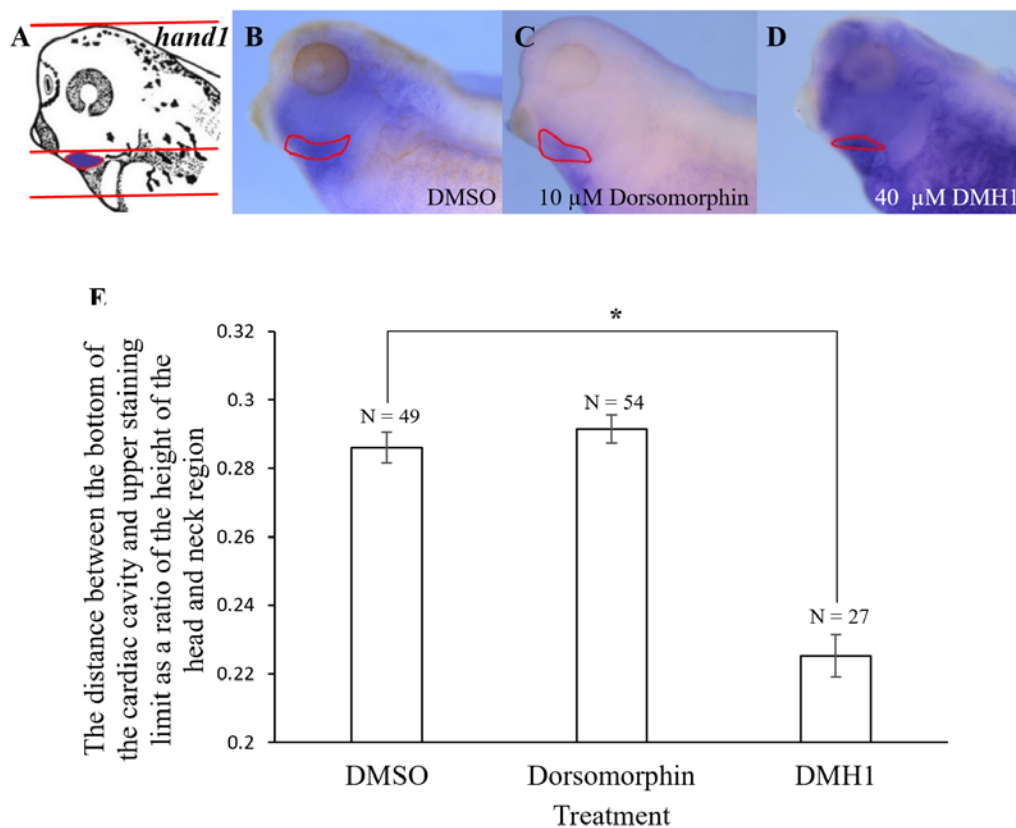 A
hand1
B
DMSO
C
10 µM Dorsomorphin
D
40 µM DMH1
E
The distance between the bottom of
the cardiac cavity and upper staining
limit as a ratio of the height of the
head and neck region
0.32
0.3
0.28
0.26
0.24
0.22
0.2
*
N = 49
N = 54
N = 27
DMSO
Dorsomorphin
DMH1
Treatment